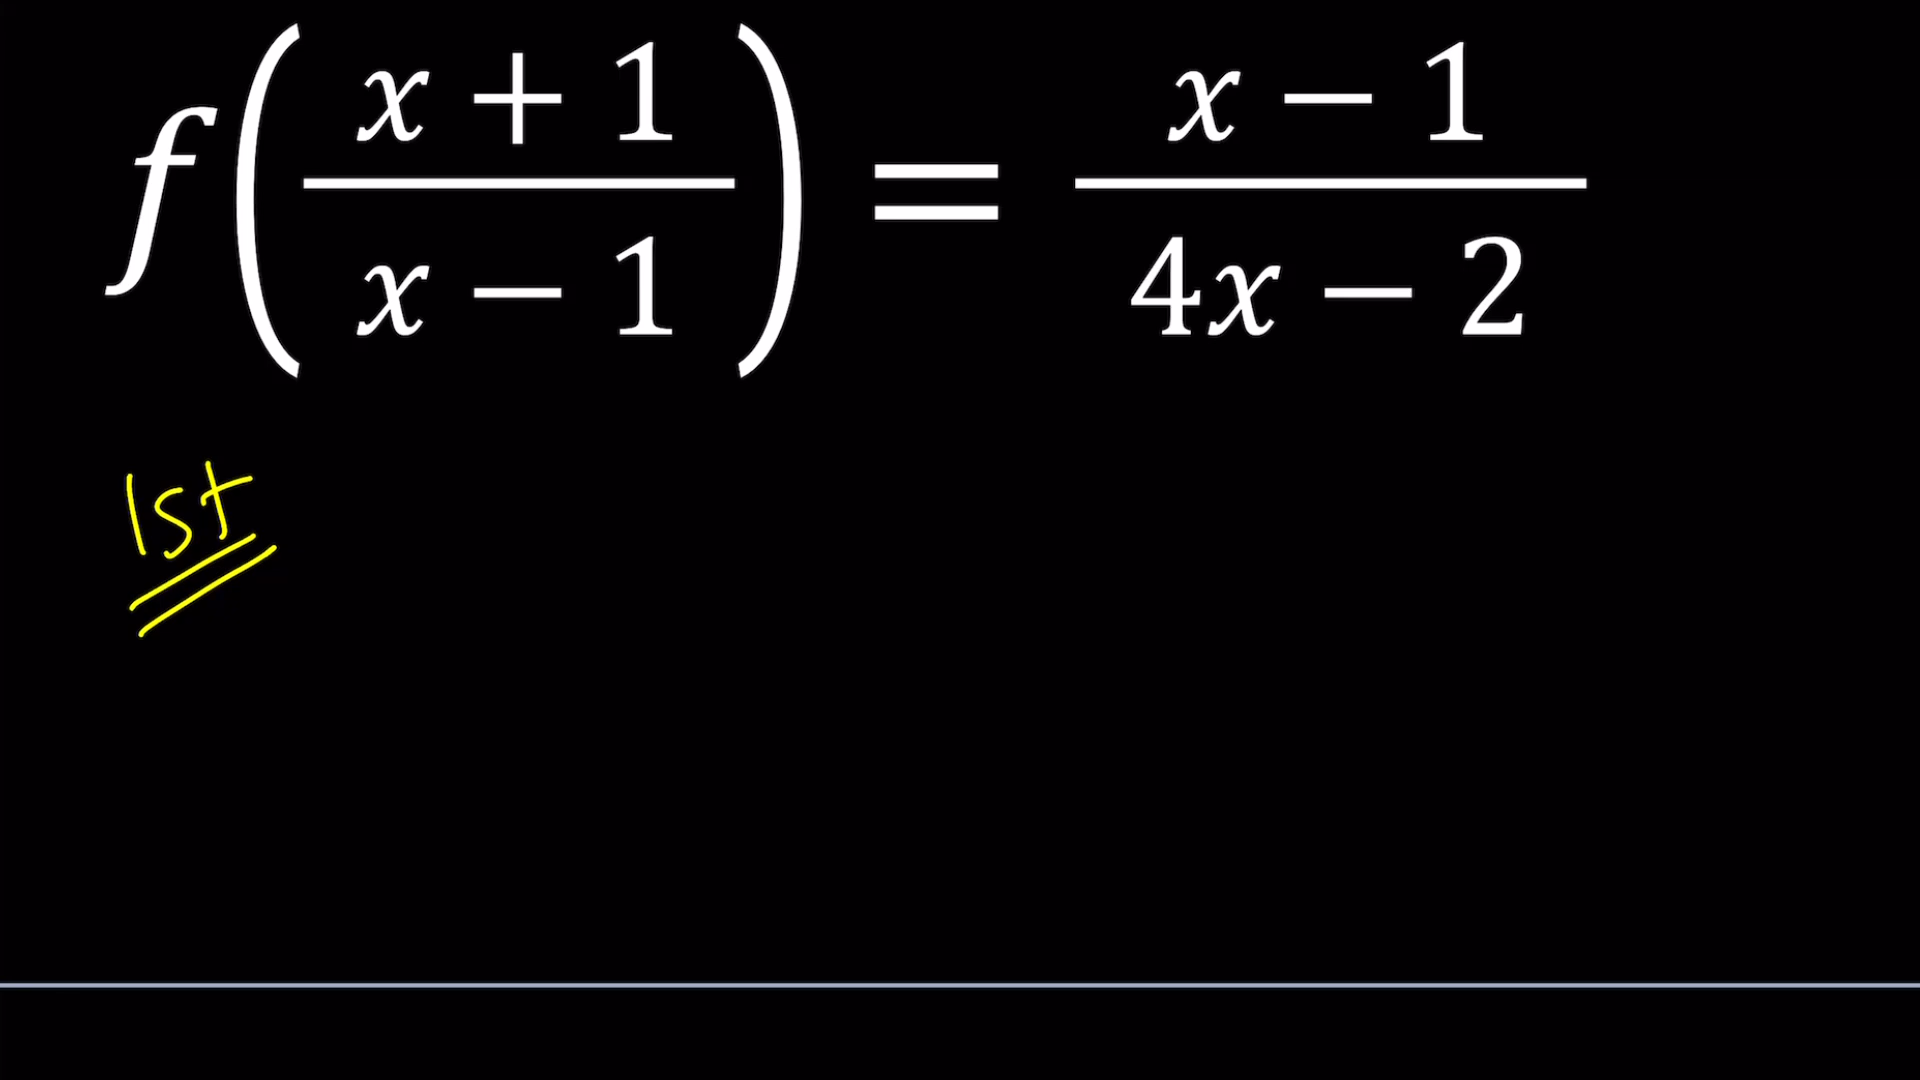 f((x + 1)/(x − 1)) = (x − 1)/(4x − 2)
1st